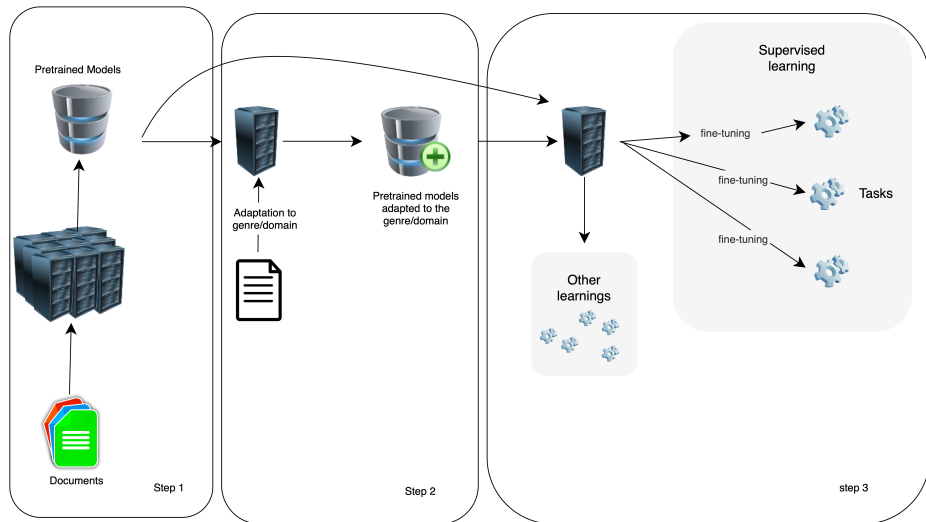 Pretrained Models
Documents
Step 1
Adaptation to
genre/domain
Pretrained models
adapted to the
genre/domain
Step 2
Supervised
learning
fine-tuning
fine-tuning
Tasks
fine-tuning
Other
learnings
step 3